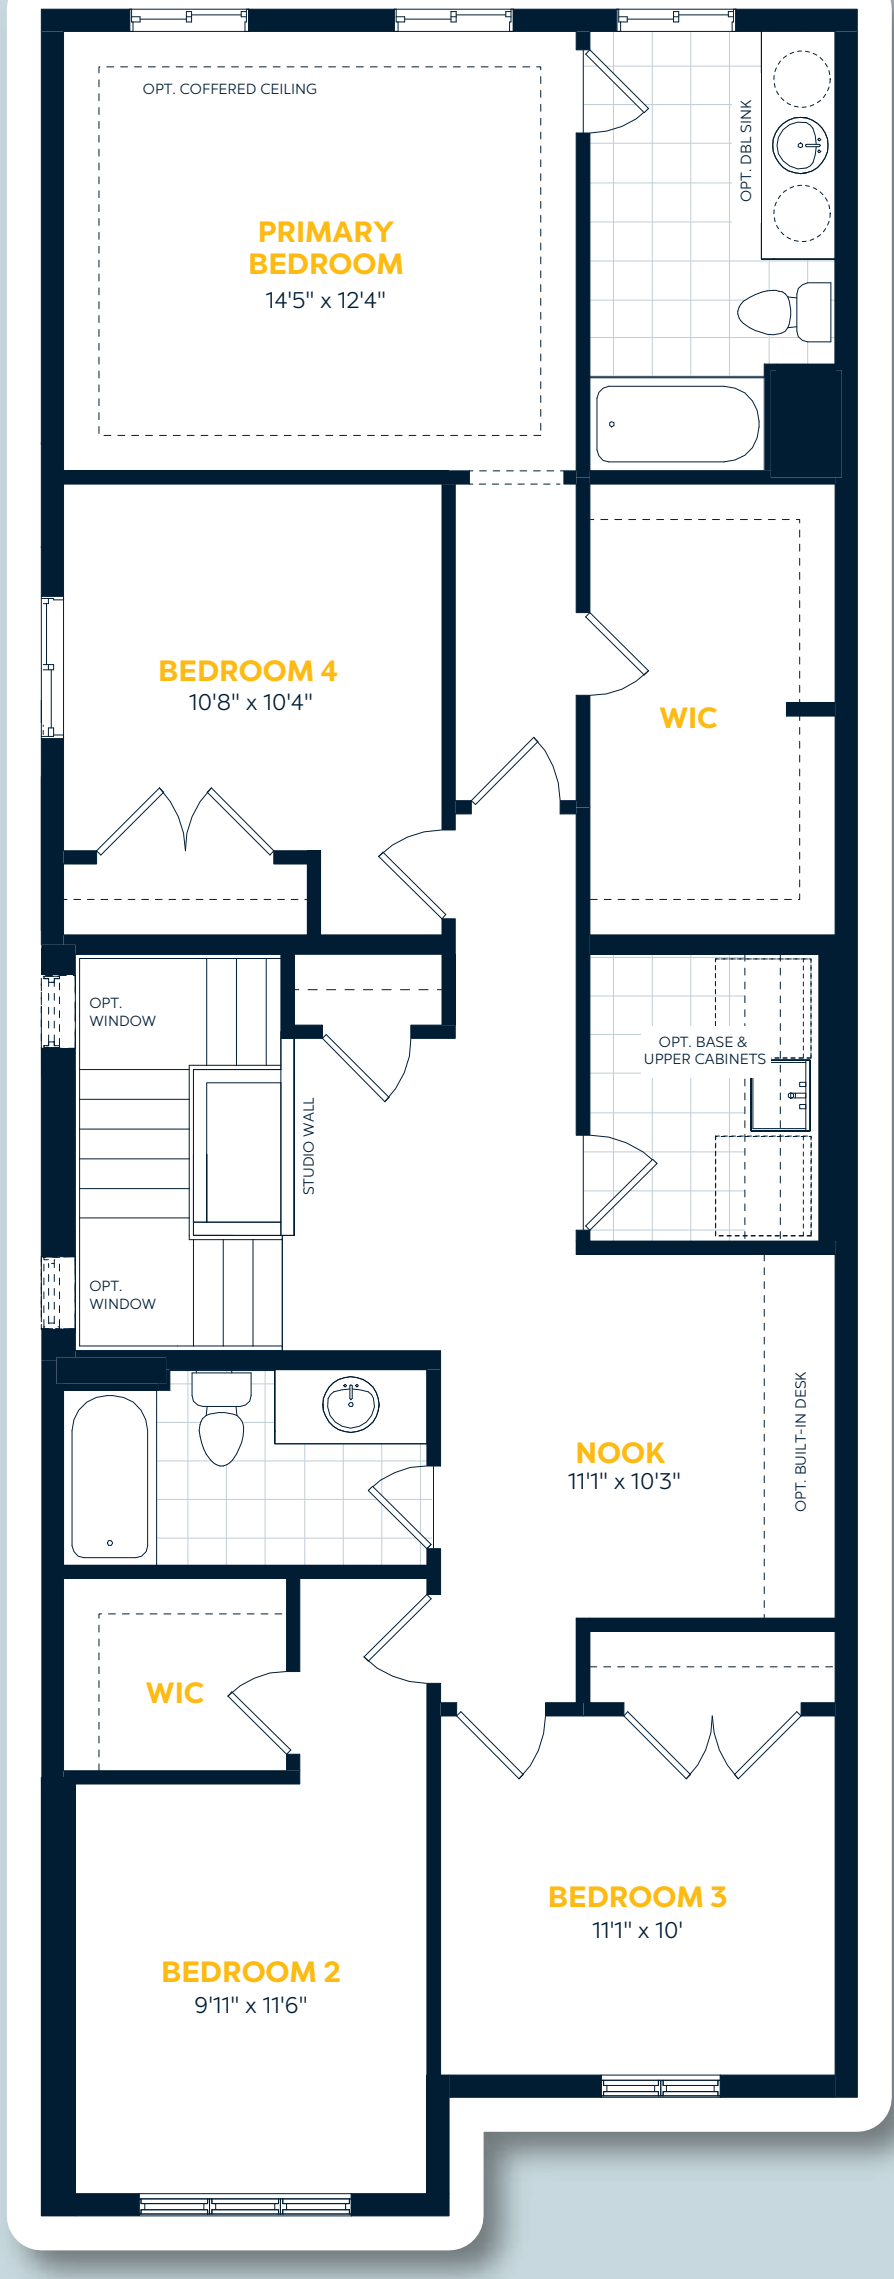 OPT. COFFERED CEILING
OPT. DBL SINK
PRIMARY
BEDROOM
14'5" x 12'4"
BEDROOM 4
10'8" x 10'4"
WIC
OPT.
WINDOW
OPT. BASE &
UPPER CABINETS
STUDIO WALL
OPT.
WINDOW
OPT. BUILT-IN DESK
NOOK
11'1" x 10'3"
WIC
BEDROOM 3
11'1" x 10'
BEDROOM 2
9'11" x 11'6"